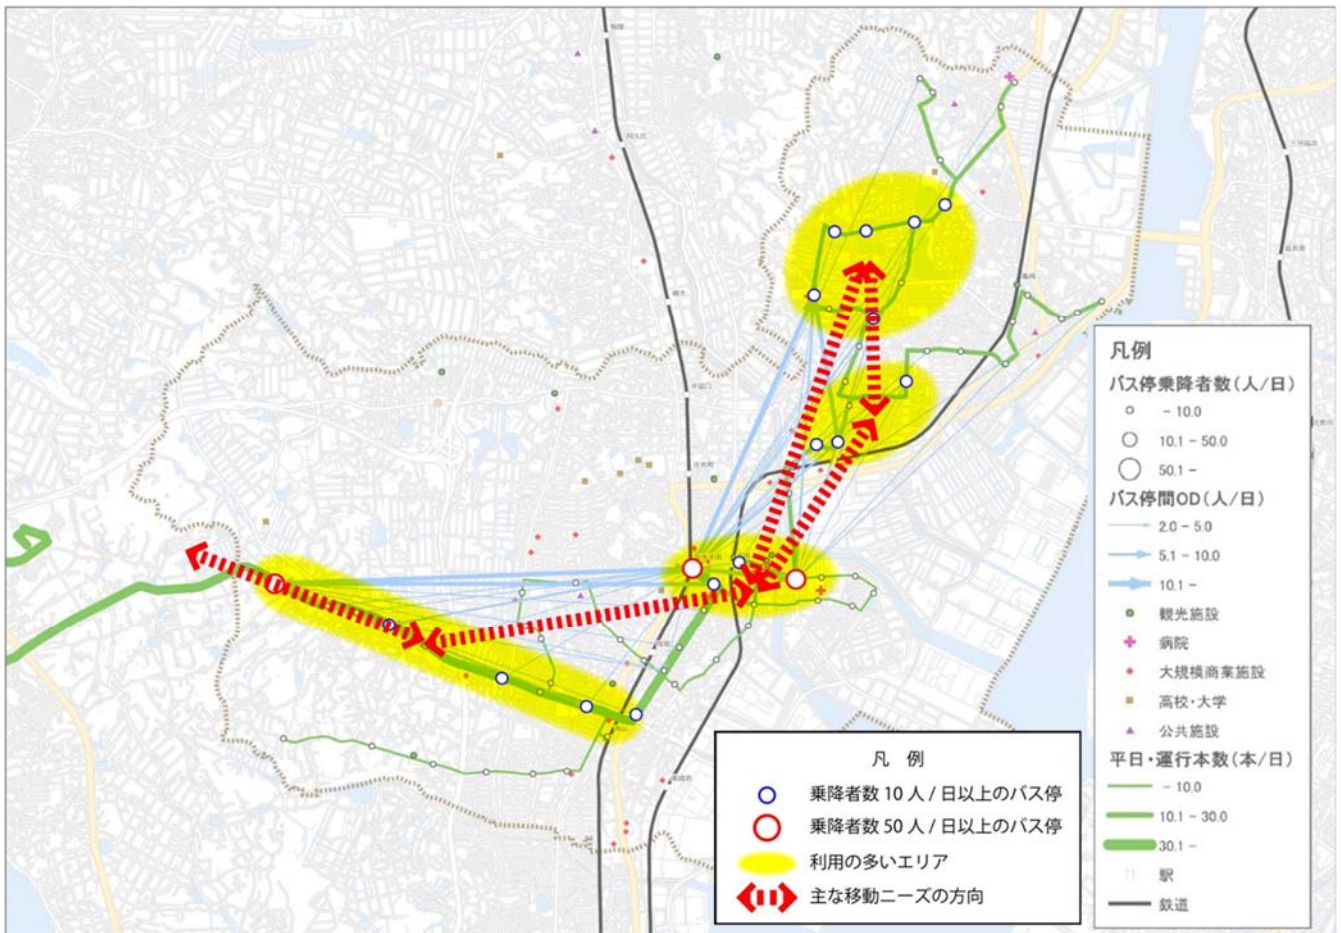 亀崎
凡例
バス停乗降者数(人/日)
- 10.0
10.1 - 50.0
50.1 -
バス停間OD(人/日)
2.0 - 5.0
5.1 - 10.0
10.1 -
観光施設
病院
大規模商業施設
高校・大学
公共施設
平日・運行本数(本/日)
- 10.0
10.1 - 30.0
30.1 -
駅
鉄道
凡 例
乗降者数 10 人 / 日以上のバス停
乗降者数 50 人 / 日以上のバス停
利用の多いエリア
主な移動ニーズの方向